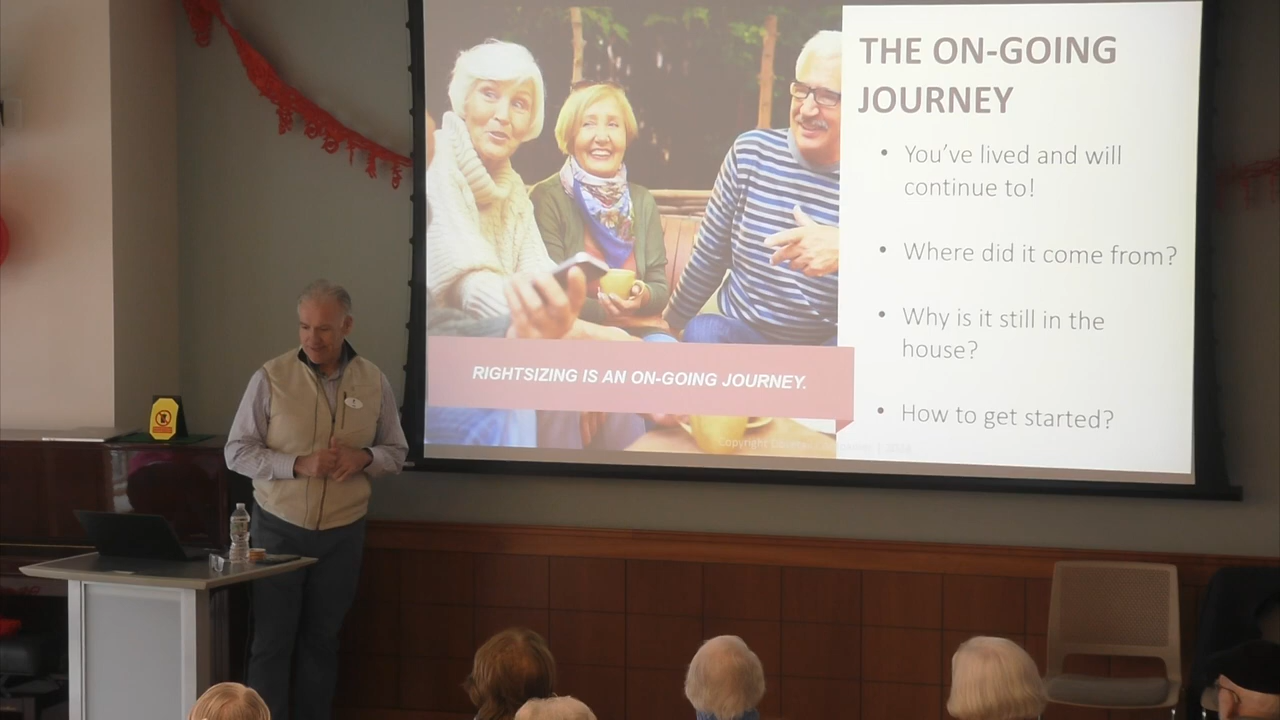 THE ON-GOING
JOURNEY
• You've lived and will
continue to!
• Where did it come from?
• Why is it still in the
house?
• How to get started?
RIGHTSIZING IS AN ON-GOING JOURNEY.
Copyright